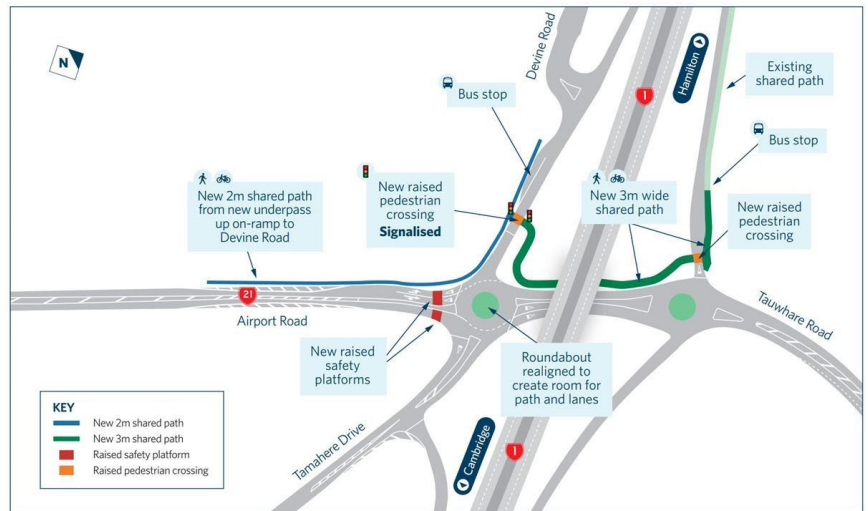 N
Devine Road
Hamilton
1
Existing
shared path
Bus stop
Bus stop
New 2m shared path
from new underpass
up on-ramp to
Devine Road
New raised
pedestrian
crossing
Signalised
New 3m wide
shared path
New raised
pedestrian
crossing
21
Airport Road
Tauwhare Road
New raised
safety
platforms
Roundabout
realigned to
create room for
path and lanes
Tamahere Drive
Cambridge
1
KEY
New 2m shared path
New 3m shared path
Raised safety platform
Raised pedestrian crossing